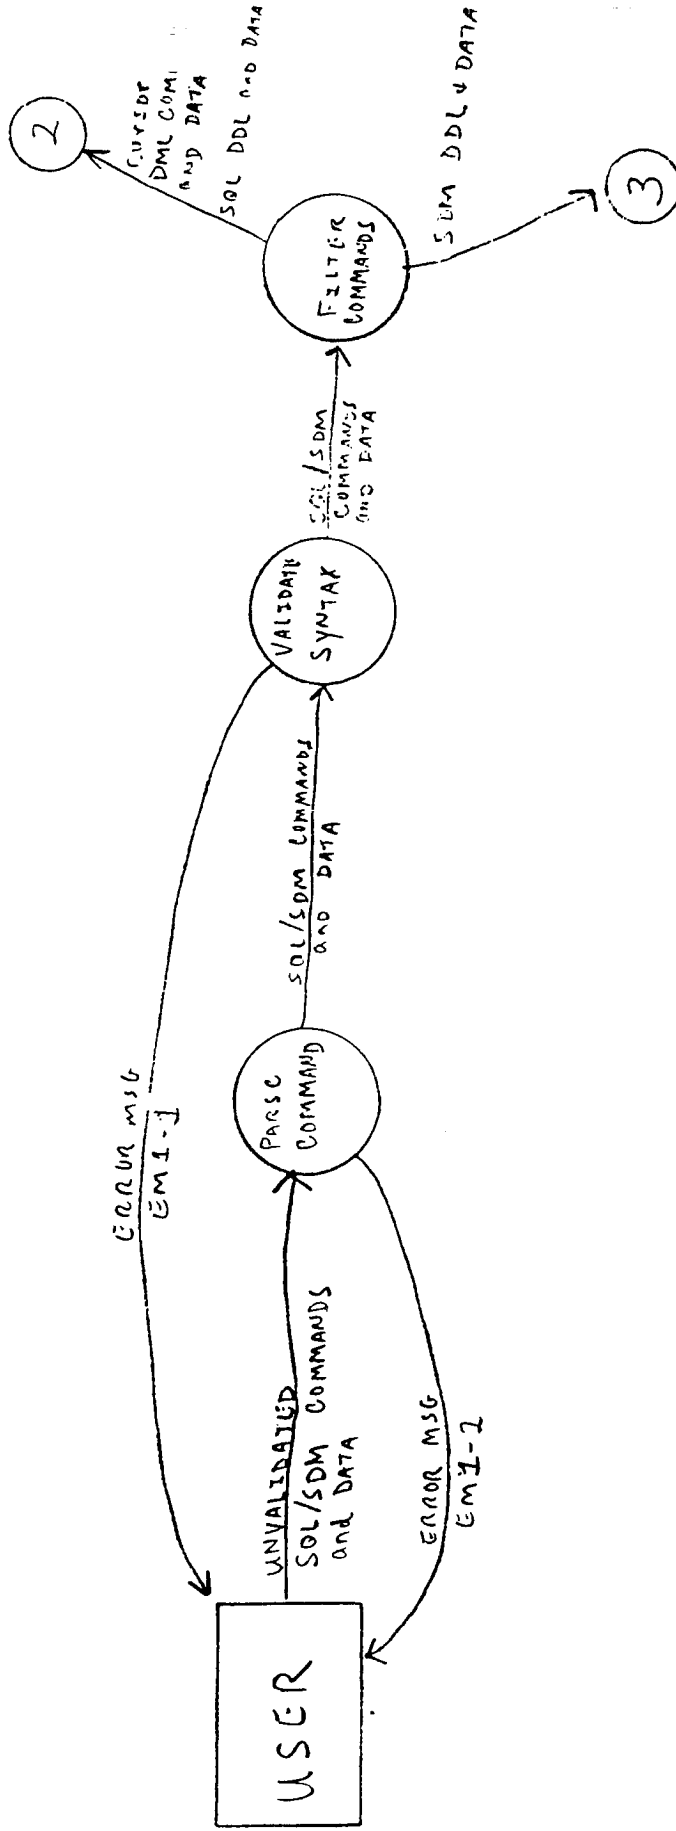 USER
UNVALIDATED
SQL/SDM COMMANDS
and DATA
ERROR MSG
EM1-1
ERROR MSG
EM1-2
PARSE
COMMAND
SQL/SDM COMMANDS
and DATA
VALIDATE
SYNTAX
SQL/SDM
COMMANDS
and DATA
FILTER
COMMANDS
DML COM
AND DATA
SQL DDL and DATA
2
SDM DDL & DATA
3